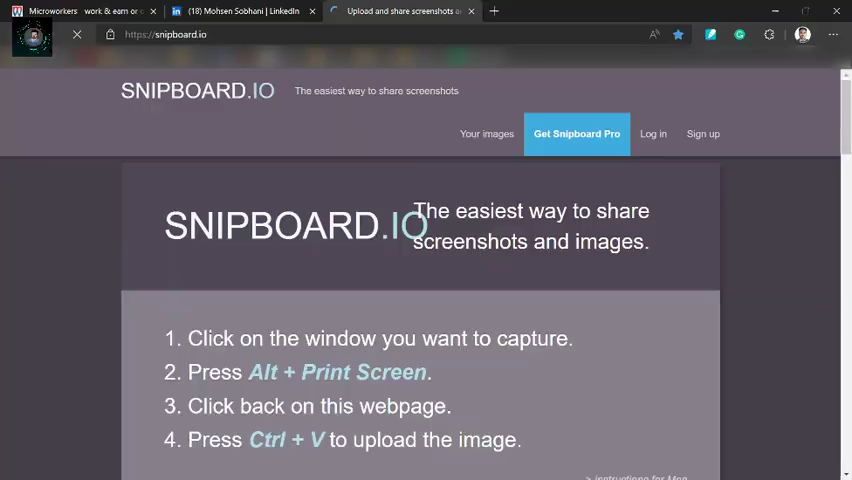 Microworkers work & earn or
(18) Mohsen Sobhani | LinkedIn
Upload and share screenshots
https://snipboard.io
SNIPBOARD.IO
The easiest way to share screenshots
Your images
Get Snipboard Pro
Log in
Sign up
SNIPBOARD.IO
The easiest way to share
screenshots and images.
1. Click on the window you want to capture.
2. Press Alt + Print Screen.
3. Click back on this webpage.
4. Press Ctrl + V to upload the image.
> instructions for Mac